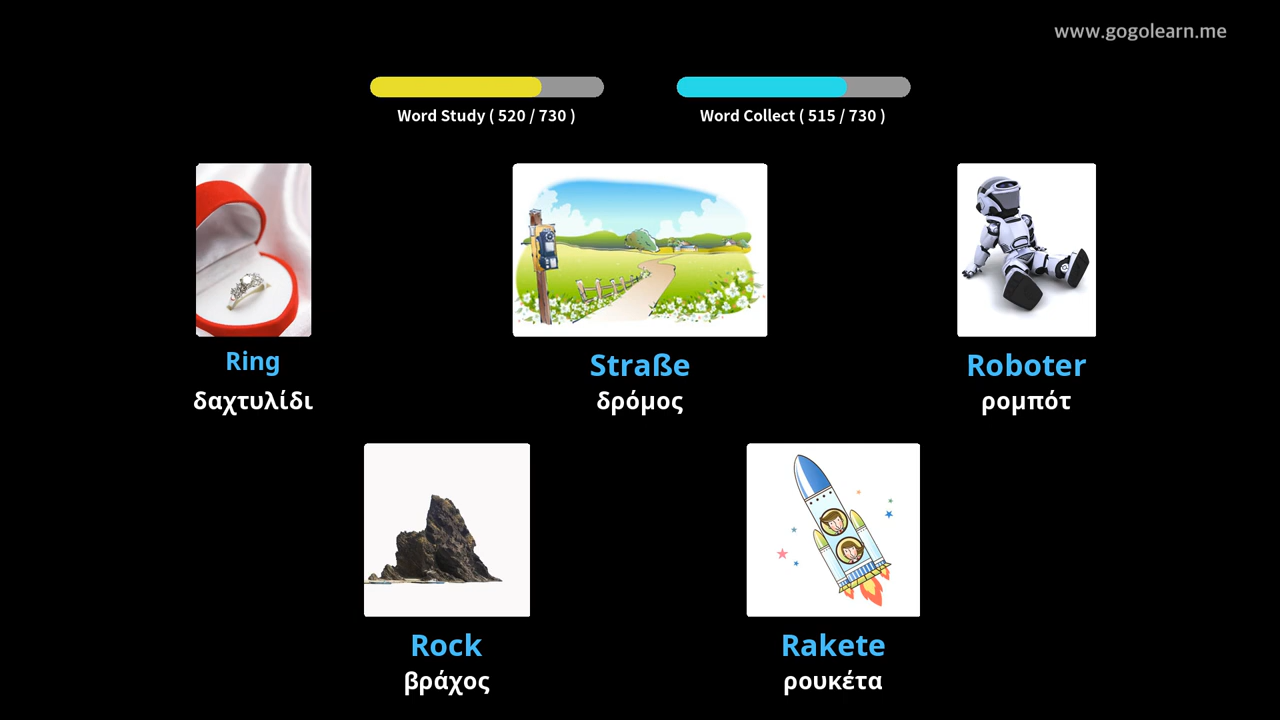 www.gogolearn.me
Word Study ( 520 / 730 )
Word Collect ( 515 / 730 )
Ring
δαχτυλίδι
Straße
δρόμος
Roboter
ρομπότ
Rock
βράχος
Rakete
ρουκέτα